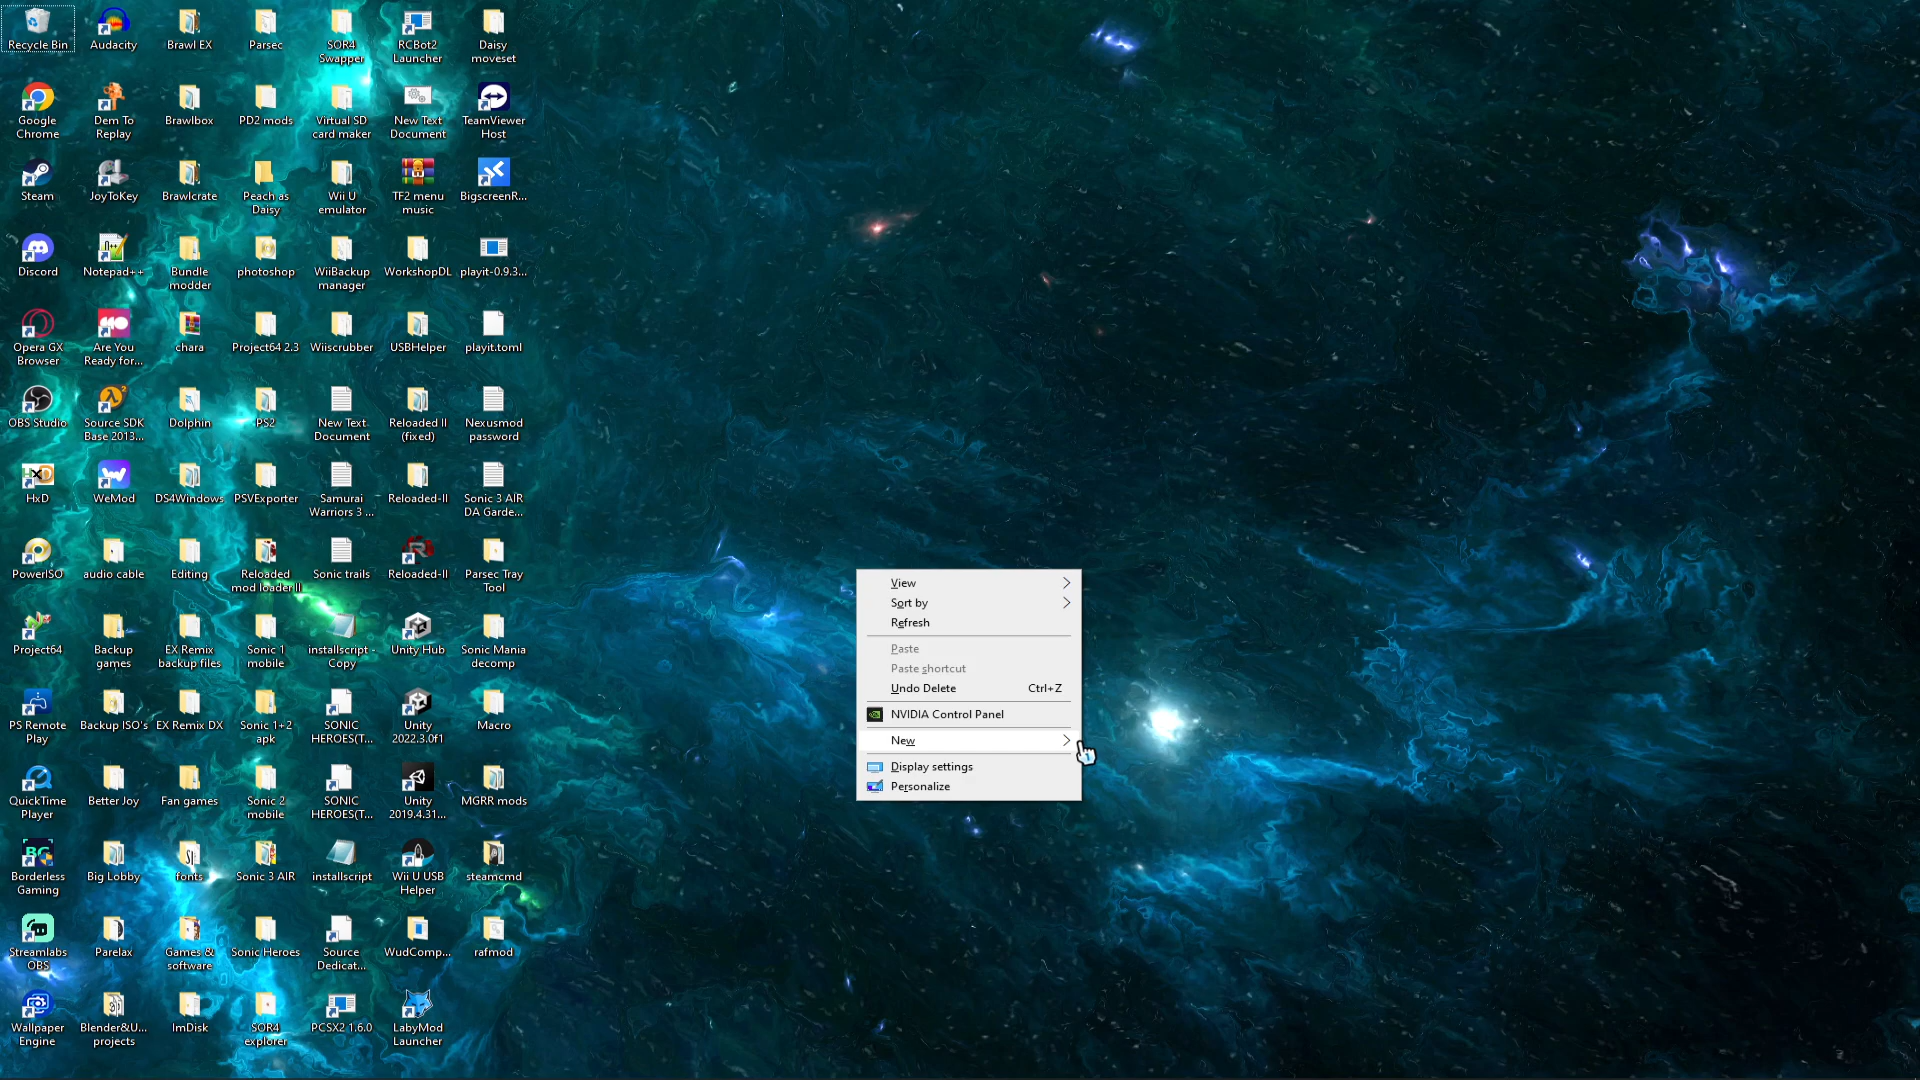 Recycle Bin
Audacity
Brawl EX
Parsec
SOR4
Swapper
RCBot2
Launcher
Daisy
moveset
Google
Chrome
Dem To
Replay
Brawlbox
PD2 mods
Virtual SD
card maker
New Text
Document
TeamViewer
Host
Steam
JoyToKey
Brawlcrate
Peach as
Daisy
Wii U
emulator
TF2 menu
music
BigscreenR...
Discord
Notepad++
Bundle
modder
photoshop
WiiBackup
manager
WorkshopDL
playit-0.9.3...
Opera GX
Browser
Are You
Ready for...
chara
Project64 2.3
Wiiscrubber
USBHelper
playit.toml
OBS Studio
Source SDK
Base 2013...
Dolphin
PS2
New Text
Document
Reloaded II
(fixed)
Nexusmod
password
HxD
WeMod
DS4Windows
PSVExporter
Samurai
Warriors 3 ...
Reloaded-II
Sonic 3 AIR
DA Garde...
PowerISO
audio cable
Editing
Reloaded
mod loader II
Sonic trails
Reloaded-II
Parsec Tray
Tool
Project64
Backup
games
EX Remix
backup files
Sonic 1
mobile
installscript -
Copy
Unity Hub
Sonic Mania
decomp
PS Remote
Play
Backup ISO's
EX Remix DX
Sonic 1+2
apk
SONIC
HEROES(T...
Unity
2022.3.0f1
Macro
QuickTime
Player
Better Joy
Fan games
Sonic 2
mobile
SONIC
HEROES(T...
Unity
2019.4.31...
MGRR mods
Borderless
Gaming
Big Lobby
fonts
Sonic 3 AIR
installscript
Wii U USB
Helper
steamcmd
Streamlabs
OBS
Parelax
Games &
software
Sonic Heroes
Source
Dedicat...
WudComp...
rafmod
Wallpaper
Engine
Blender&U...
projects
ImDisk
SOR4
explorer
PCSX2 1.6.0
LabyMod
Launcher
View
Sort by
Refresh
Paste
Paste shortcut
Undo Delete Ctrl+Z
NVIDIA Control Panel
New
Display settings
Personalize